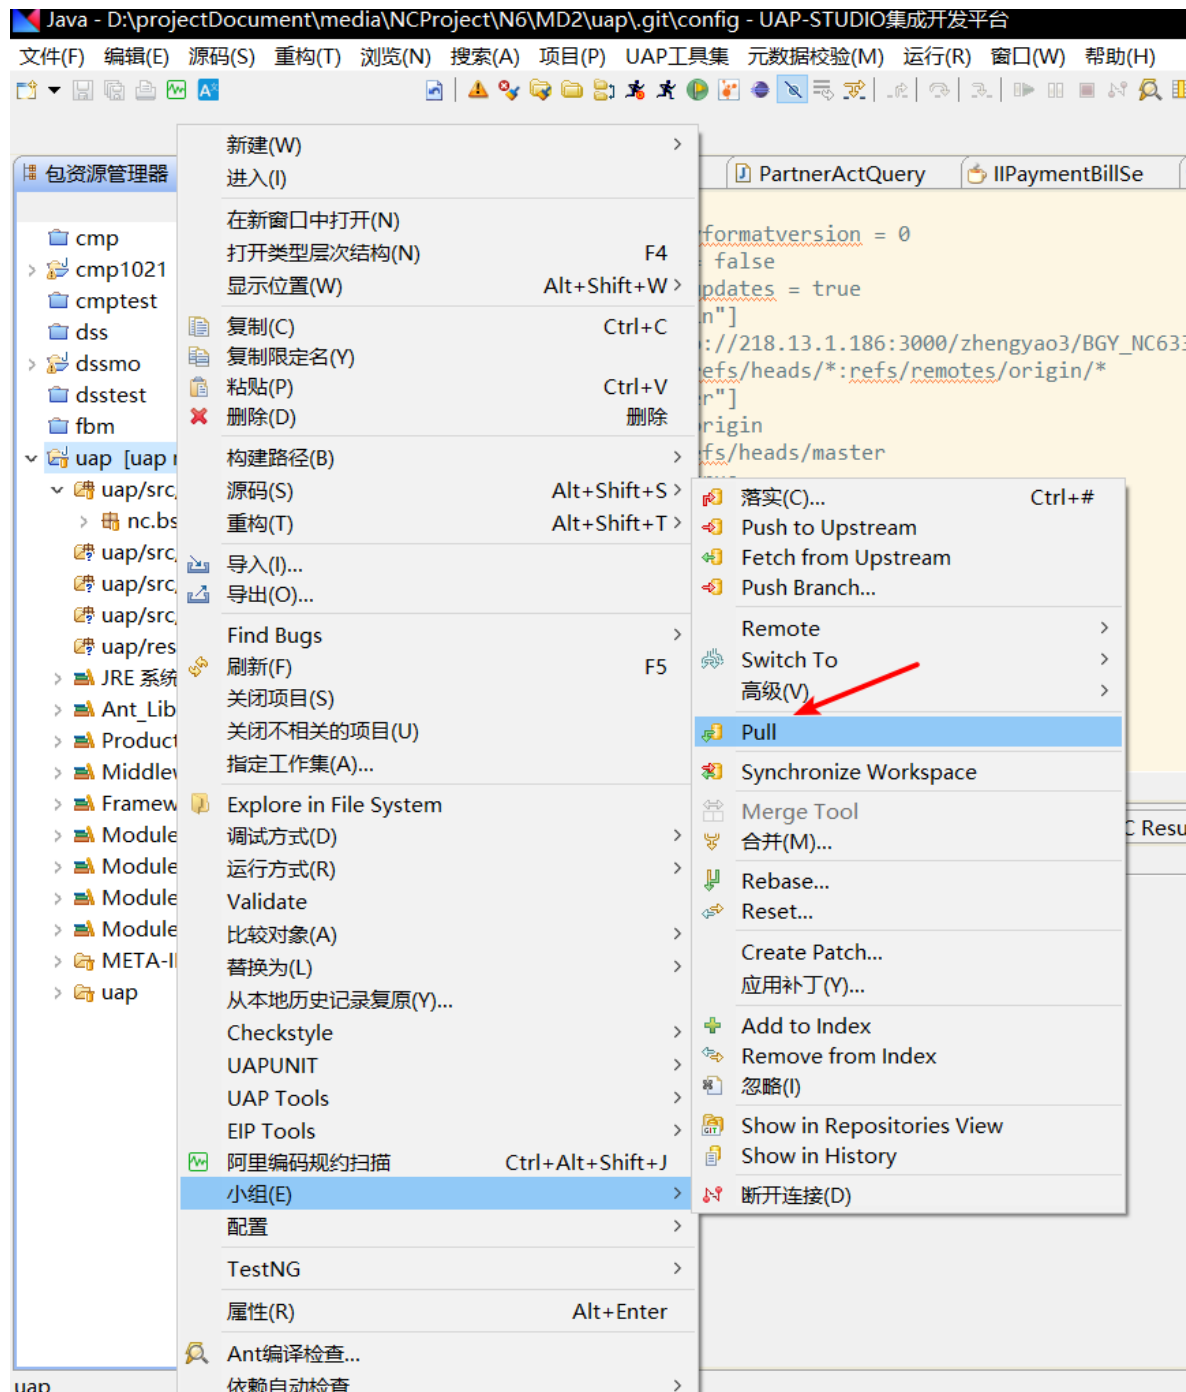 Java - D:\projectDocument\media\NCProject\N6\MD2\uap\.git\config - UAP-STUDIO集成开发平台
文件(F) 编辑(E) 源码(S) 重构(T) 浏览(N) 搜索(A) 项目(P) UAP工具集 元数据校验(M) 运行(R) 窗口(W) 帮助(H)
包资源管理器
PartnerActQuery
IIPaymentBillSe
cmp
cmp1021
cmptest
dss
dssmo
dsstest
fbm
uap [uap
uap/src
nc.bs
uap/src
uap/src
uap/src
uap/res
JRE 系统
Ant_Lib
Product
Middlew
Framew
Module
Module
Module
Module
META-I
uap
uap
新建(W)
进入(I)
在新窗口中打开(N)
打开类型层次结构(N) F4
显示位置(W) Alt+Shift+W
复制(C) Ctrl+C
复制限定名(Y)
粘贴(P) Ctrl+V
删除(D) 删除
构建路径(B)
源码(S) Alt+Shift+S
重构(T) Alt+Shift+T
导入(I)...
导出(O)...
Find Bugs
刷新(F) F5
关闭项目(S)
关闭不相关的项目(U)
指定工作集(A)...
Explore in File System
调试方式(D)
运行方式(R)
Validate
比较对象(A)
替换为(L)
从本地历史记录复原(Y)...
Checkstyle
UAPUNIT
UAP Tools
EIP Tools
阿里编码规约扫描 Ctrl+Alt+Shift+J
小组(E)
配置
TestNG
属性(R) Alt+Enter
Ant编译检查...
依赖自动检查
formatversion = 0
= false
pdates = true
n"]
://218.13.1.186:3000/zhengyao3/BGY_NC633
efs/heads/*:refs/remotes/origin/*
r"]
rigin
fs/heads/master
落实(C)... Ctrl+#
Push to Upstream
Fetch from Upstream
Push Branch...
Remote
Switch To
高级(V)
Pull
Synchronize Workspace
Merge Tool
合并(M)...
Rebase...
Reset...
Create Patch...
应用补丁(Y)...
Add to Index
Remove from Index
忽略(I)
Show in Repositories View
Show in History
断开连接(D)
C Resu